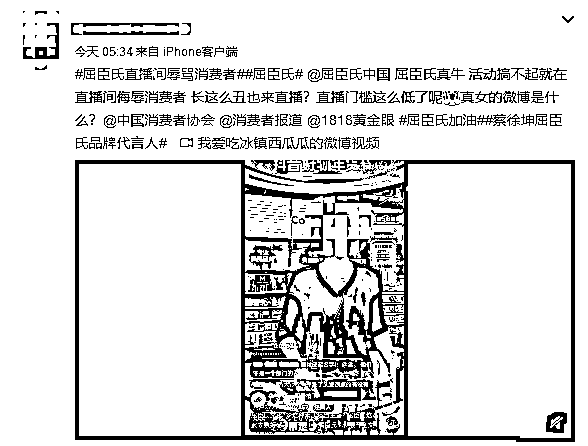 今天 05:34 来自 iPhone客户端
#屈臣氏直播间辱骂消费者##屈臣氏# @屈臣氏中国 屈臣氏真牛 活动搞不起就在
直播间侮辱消费者 长这么丑也来直播？直播门槛这么低了呢 真女的微博是什
么？@中国消费者协会 @消费者报道 @1818黄金眼 #屈臣氏加油##蔡徐坤屈臣
氏品牌代言人# 我爱吃冰镇西瓜瓜的微博视频
Co